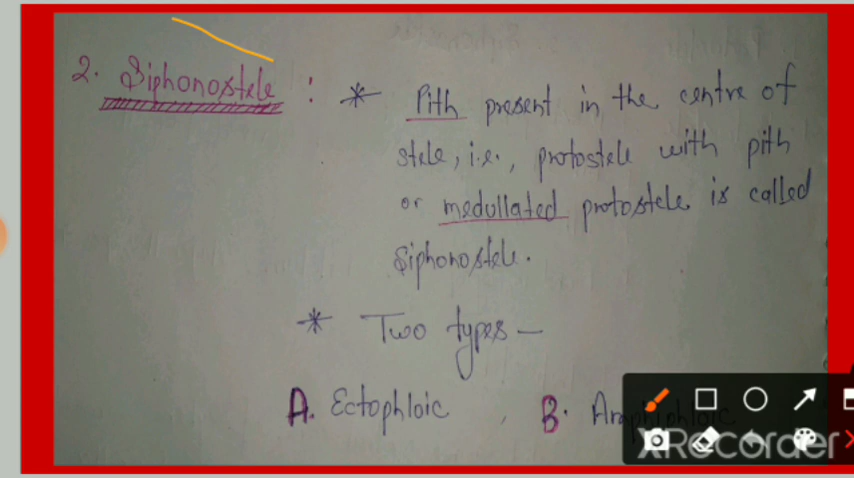 2. Siphonostele : * Pith present in the centre of
stele, i.e., protostele with pith
or medullated protostele is called
Siphonostele.
* Two types —
A. Ectophloic , B. Amphiphloic
XRecorder